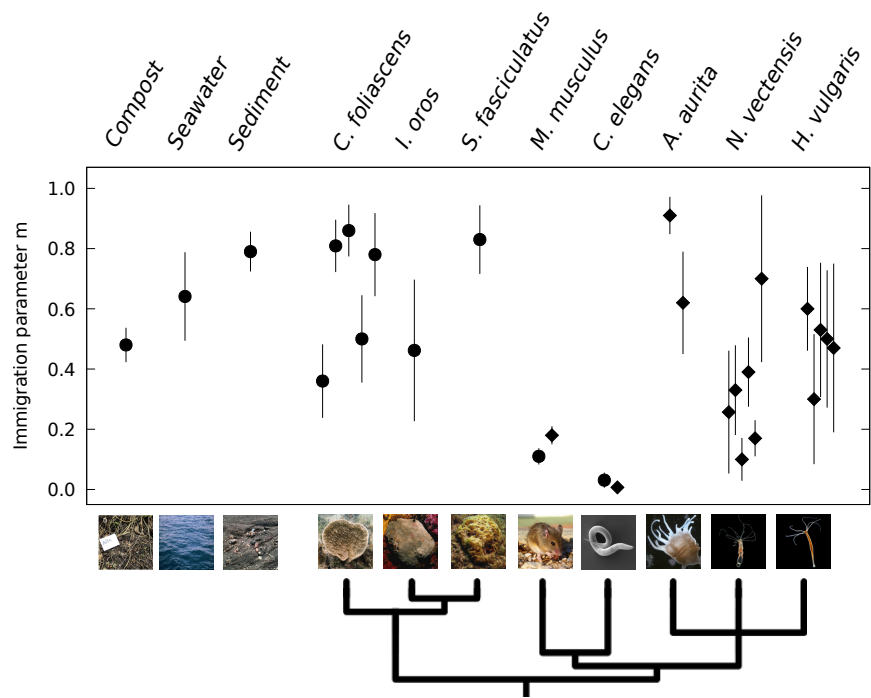 Compost
Seawater
Sediment
C. foliascens
I. oros
S. fasciculatus
M. musculus
C. elegans
A. aurita
N. vectensis
H. vulgaris
Immigration parameter m
1.0
0.8
0.6
0.4
0.2
0.0